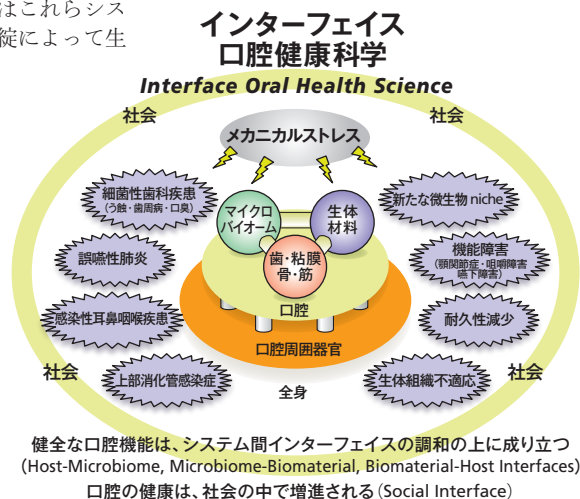 はこれらシス
錠によって生
インターフェイス
口腔健康科学
Interface Oral Health Science
社会
社会
メカニカルストレス
細菌性歯科疾患
(う蝕・歯周病・口臭)
新たな微生物 niche
マイクロ
バイオーム
生体
材料
誤嚥性肺炎
機能障害
(顎関節症・咀嚼障害
嚥下障害)
歯・粘膜
骨・筋
口腔
感染性耳鼻咽喉疾患
耐久性減少
口腔周囲器官
社会
上部消化管感染症
全身
生体組織不適応
社会
健全な口腔機能は、システム間インターフェイスの調和の上に成り立つ
(Host-Microbiome, Microbiome-Biomaterial, Biomaterial-Host Interfaces)
口腔の健康は、社会の中で増進される(Social Interface)